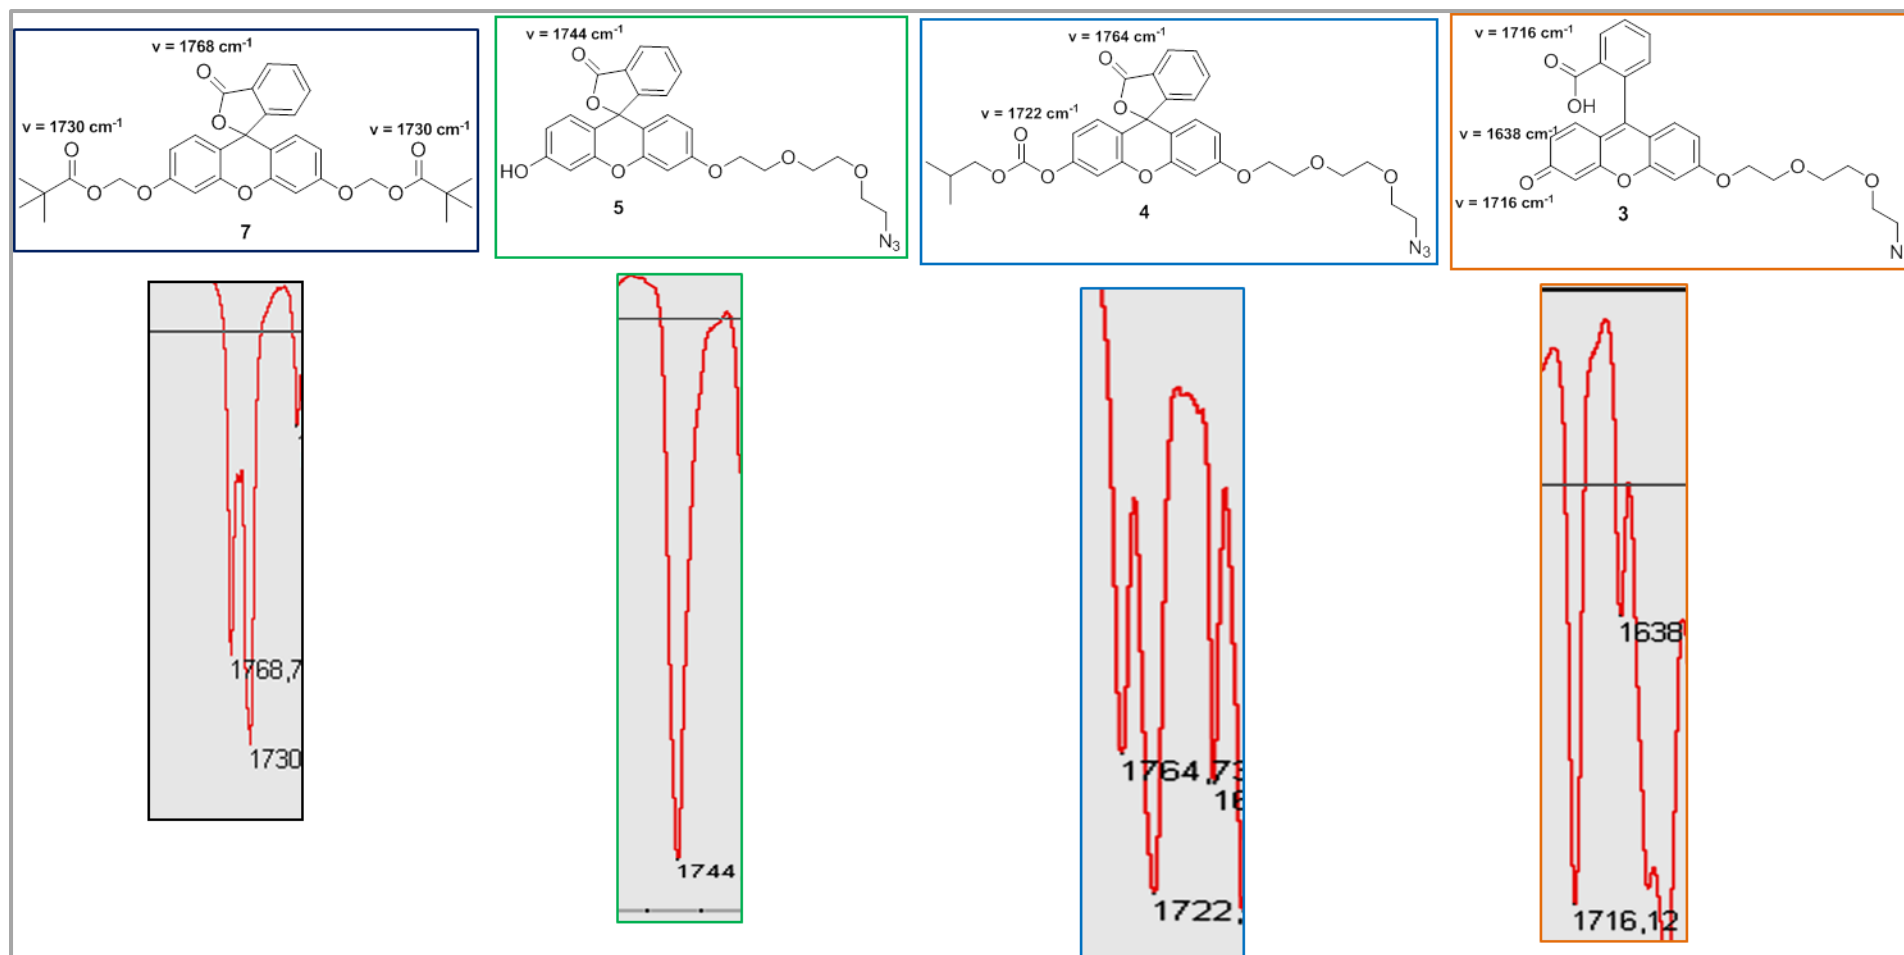 ν = 1768 cm-1
O
O
ν = 1730 cm-1
ν = 1730 cm-1
O
O
O
O
O
O
O
7
ν = 1744 cm-1
O
O
HO
O
O
O
O
N3
5
ν = 1764 cm-1
O
O
ν = 1722 cm-1
O
O
O
O
O
O
O
N3
4
ν = 1716 cm-1
O
OH
ν = 1638 cm-1
O
O
O
O
O
N
ν = 1716 cm-1
3
1768,7
1730
1744
1764,73
16
1722,
1638
1716,12